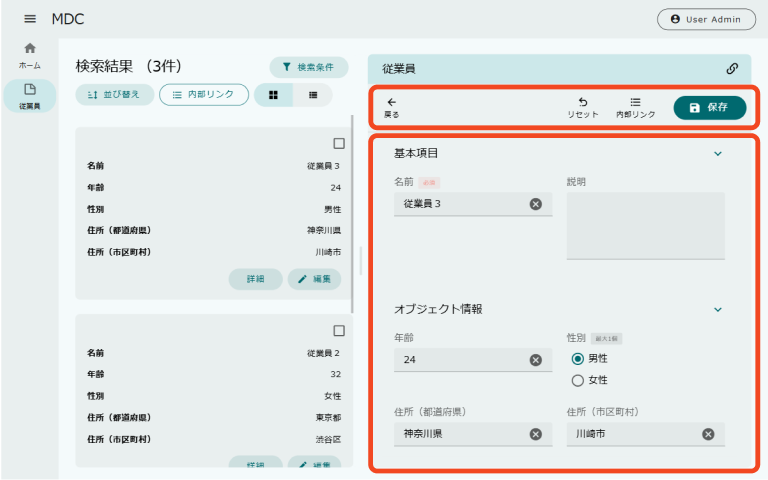 MDC
User Admin
ホーム
従業員
検索結果 （3件）
検索条件
並び替え
内部リンク
名前 従業員３
年齢 24
性別 男性
住所（都道府県） 神奈川県
住所（市区町村） 川崎市
詳細 編集
名前 従業員２
年齢 32
性別 女性
住所（都道府県） 東京都
住所（市区町村） 渋谷区
詳細 編集
従業員
戻る リセット 内部リンク 保存
基本項目
名前 必須 説明
従業員３
オブジェクト情報
年齢 性別 最大1個
24 男性
女性
住所（都道府県） 住所（市区町村）
神奈川県 川崎市